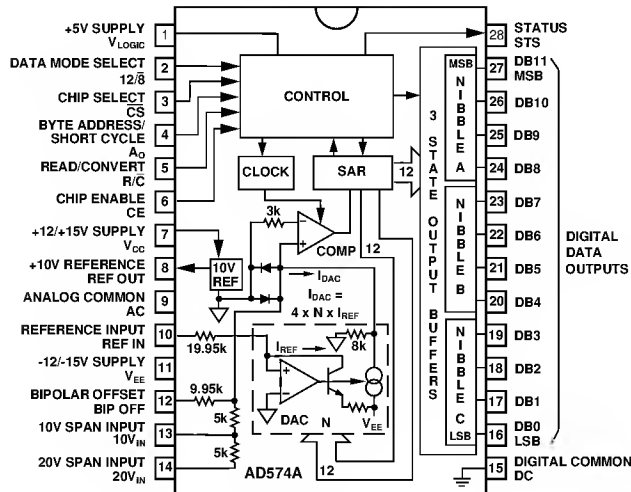 +5V SUPPLY
VLOGIC
1
DATA MODE SELECT
12/8̅
2
CHIP SELECT
C̅S̅
3
BYTE ADDRESS/
SHORT CYCLE
AO
4
READ/CONVERT
R/C̅
5
CHIP ENABLE
CE
6
+12/+15V SUPPLY
VCC
7
+10V REFERENCE
REF OUT
8
ANALOG COMMON
AC
9
REFERENCE INPUT
REF IN
10
-12/-15V SUPPLY
VEE
11
BIPOLAR OFFSET
BIP OFF
12
10V SPAN INPUT
10VIN
13
20V SPAN INPUT
20VIN
14
CONTROL
CLOCK
SAR
12
3k
COMP
12
10V
REF
IDAC
IDAC =
4 x N x IREF
19.95k
IREF
8k
9.95k
DAC
N
VEE
5k
5k
12
AD574A
3 STATE OUTPUT BUFFERS
MSB
NIBBLE A
NIBBLE B
NIBBLE C
LSB
28
STATUS
STS
27
DB11
MSB
26
DB10
25
DB9
24
DB8
23
DB7
22
DB6
21
DB5
20
DB4
19
DB3
18
DB2
17
DB1
16
DB0
LSB
15
DIGITAL COMMON
DC
DIGITAL
DATA
OUTPUTS